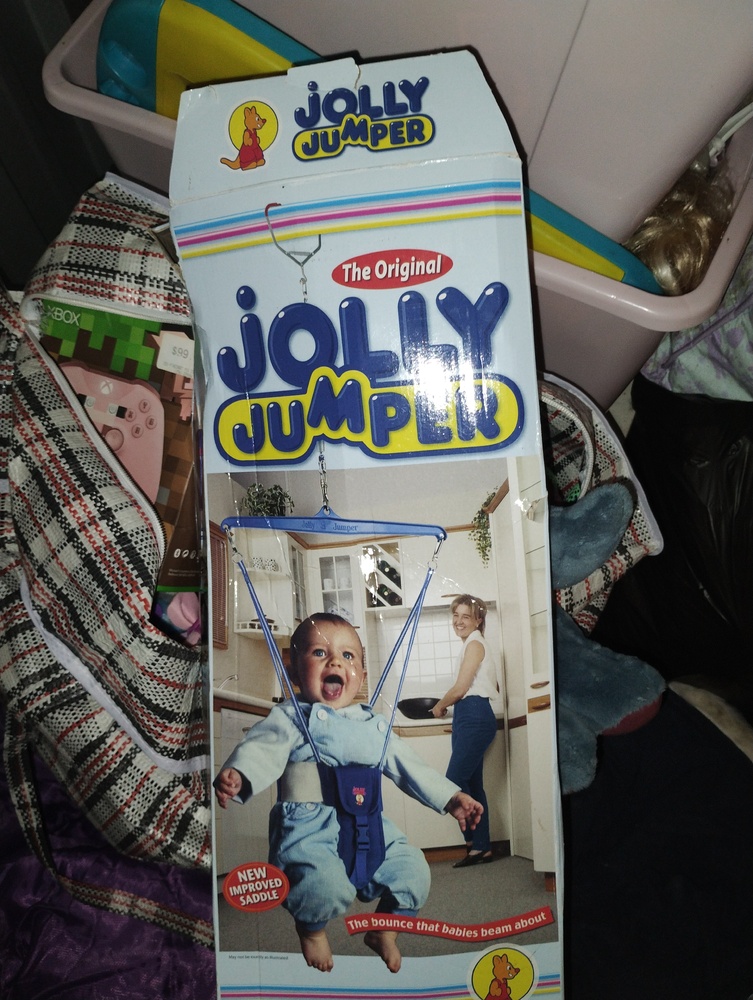 JOLLY
JUMPER
The Original
JOLLY
JUMPER
XBOX
$99
Jolly Jumper
NEW
IMPROVED
SADDLE
The bounce that babies beam about